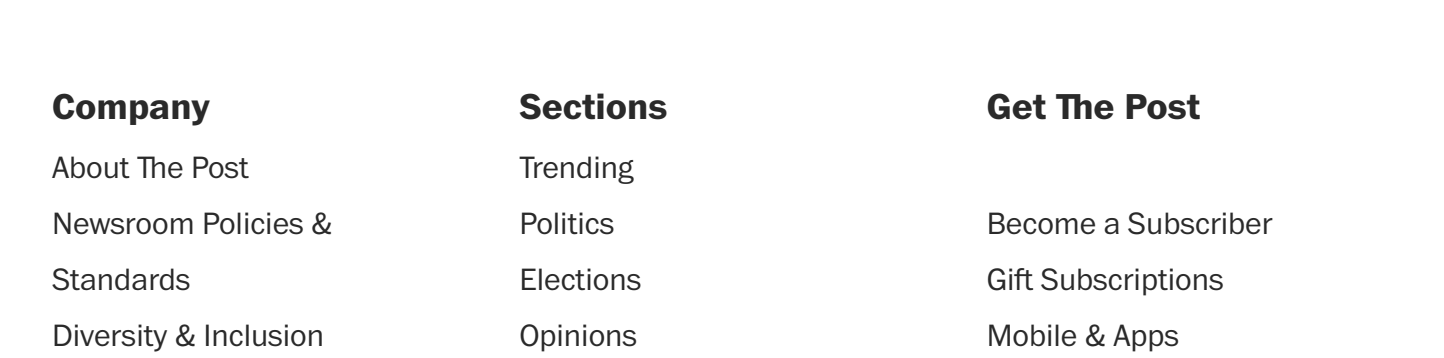 Company
About The Post
Newsroom Policies &
Standards
Diversity & Inclusion
Sections
Trending
Politics
Elections
Opinions
Get The Post
Become a Subscriber
Gift Subscriptions
Mobile & Apps